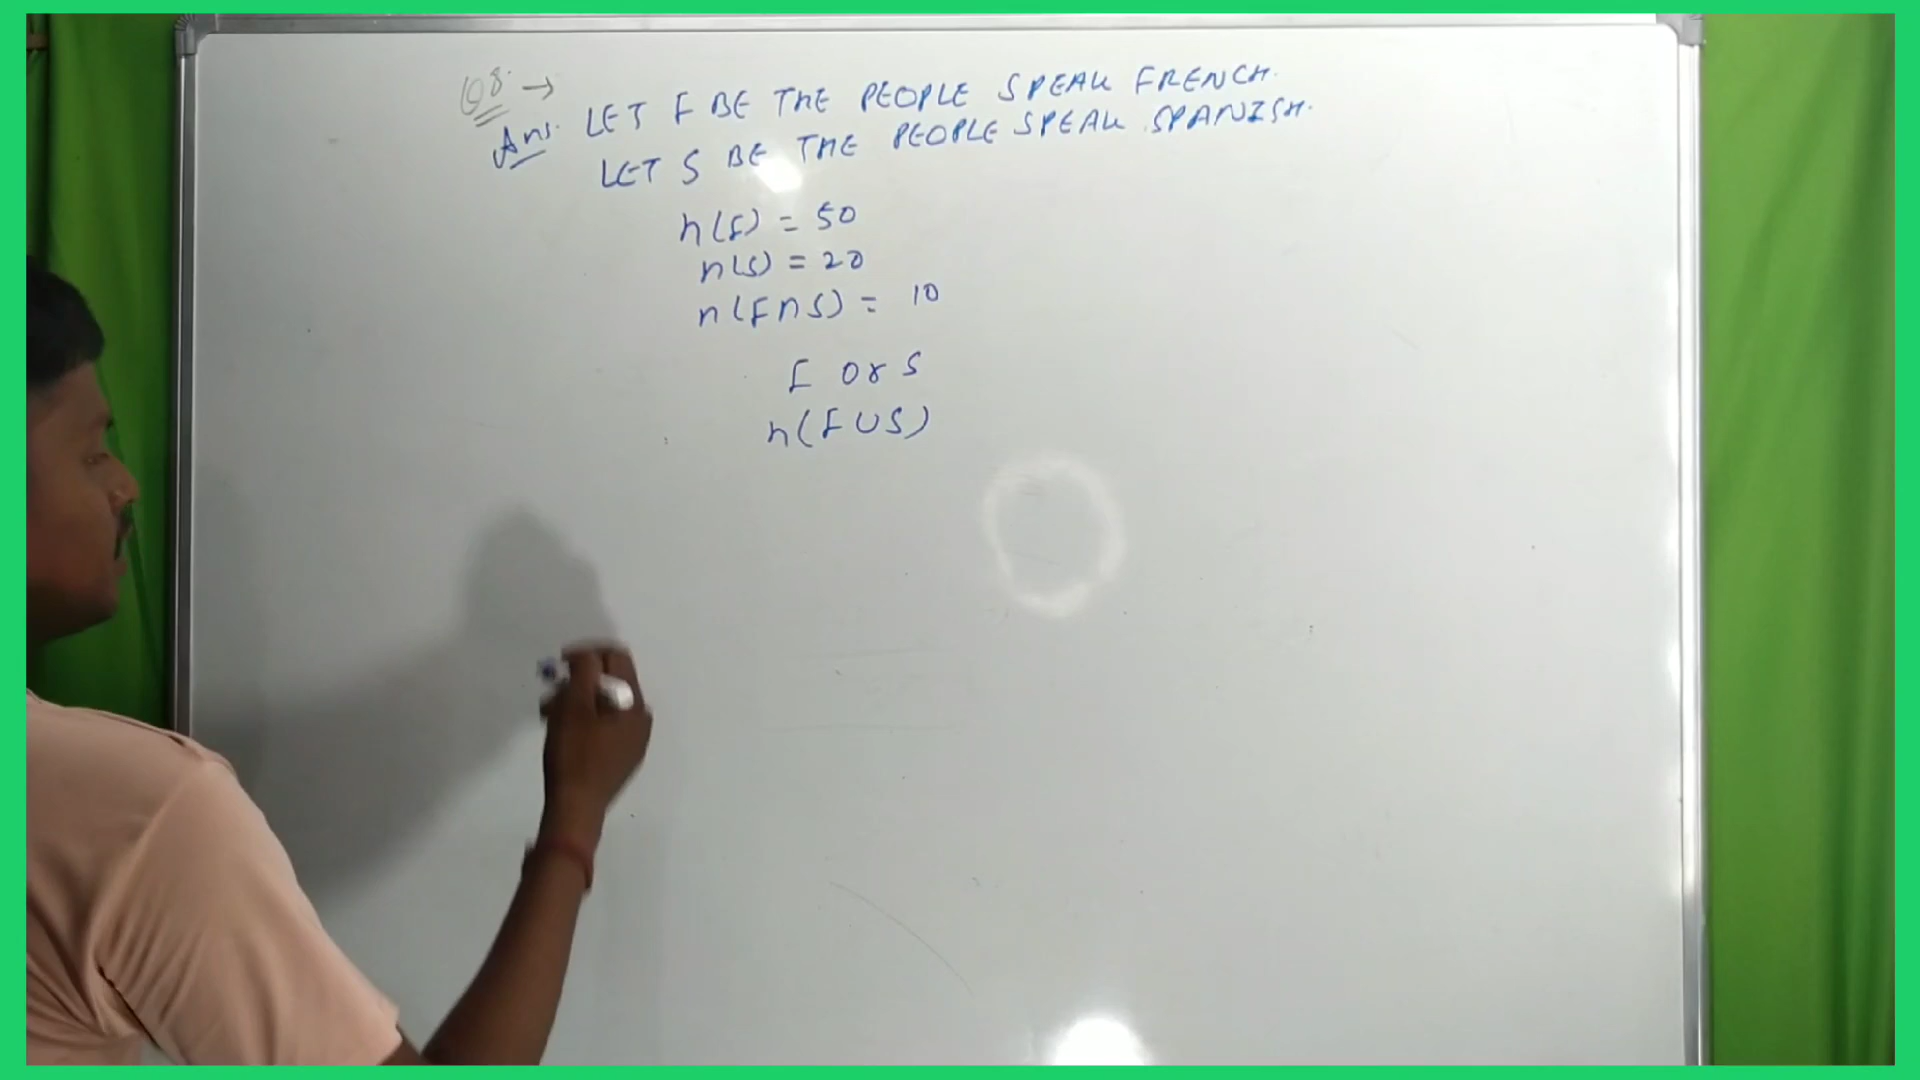 Q8. →
Ans. LET F BE THE PEOPLE SPEAK FRENCH.
LET S BE THE PEOPLE SPEAK SPANISH.
n(F) = 50
n(S) = 20
n(F∩S) = 10
F or S
n(F∪S)